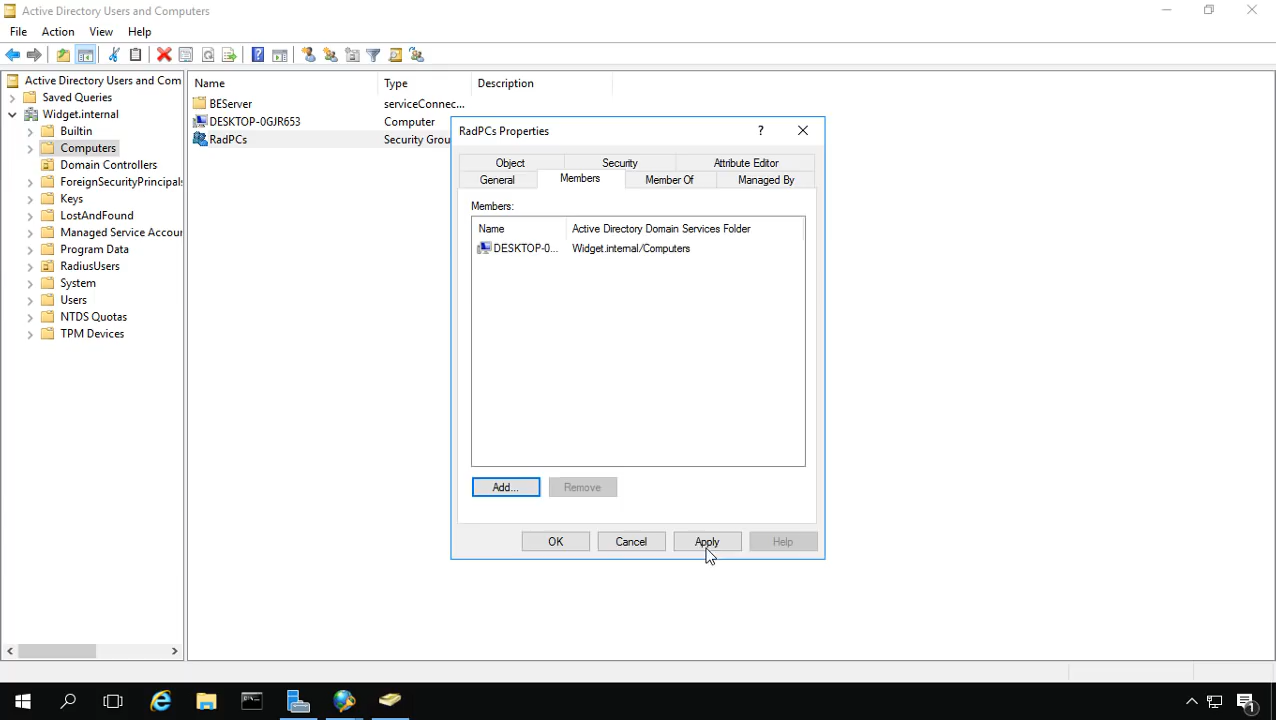 Active Directory Users and Computers
File Action View Help
Active Directory Users and Com
Saved Queries
Widget.internal
Builtin
Computers
Domain Controllers
ForeignSecurityPrincipals
Keys
LostAndFound
Managed Service Accour
Program Data
RadiusUsers
System
Users
NTDS Quotas
TPM Devices
Name Type Description
BEServer serviceConnec...
DESKTOP-0GJR653 Computer
RadPCs Security Grou
RadPCs Properties
Object Security Attribute Editor
General Members Member Of Managed By
Members:
Name Active Directory Domain Services Folder
DESKTOP-0... Widget.internal/Computers
Add... Remove
OK Cancel Apply Help
1